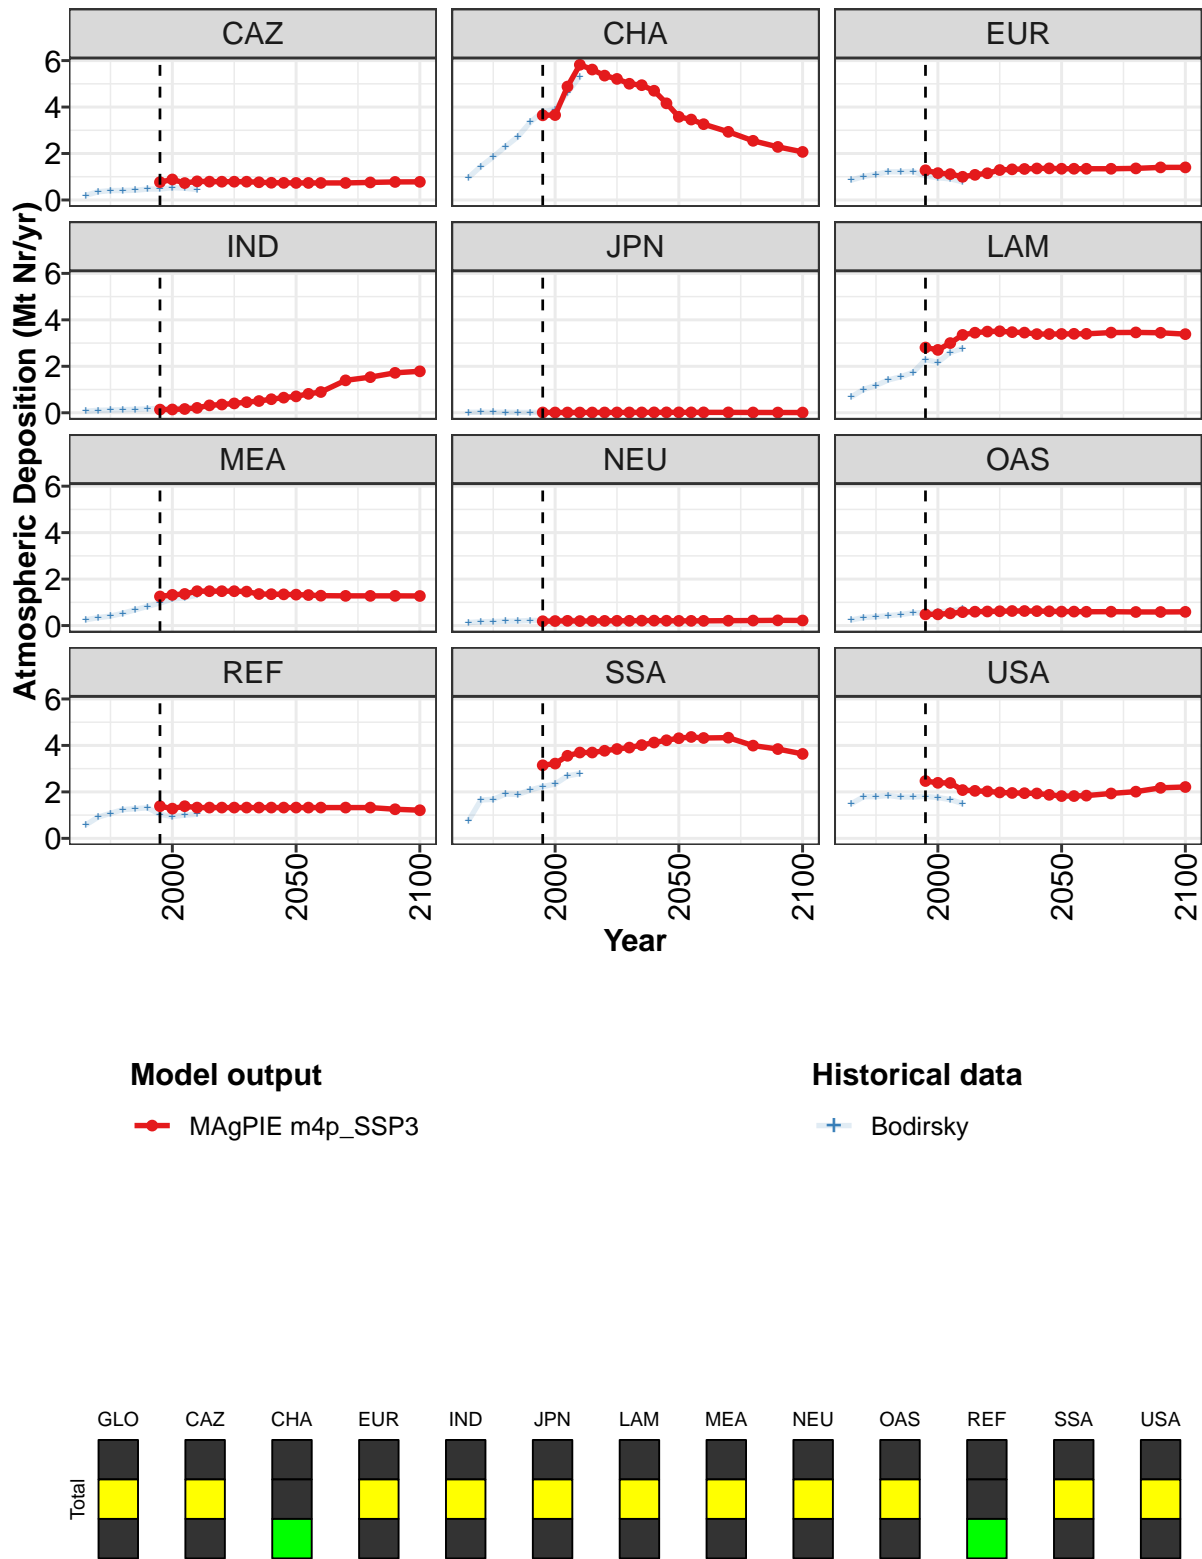 CAZ CHA EUR
6
4
2
0
IND JPN LAM
6
4
2
0
MEA NEU OAS
6
4
2
0
REF SSA USA
6
4
2
0
Atmospheric Deposition (Mt Nr/yr)
2000 2050 2100 2000 2050 2100 2000 2050 2100
Year
Model output Historical data
MAgPIE m4p_SSP3 Bodirsky
GLO CAZ CHA EUR IND JPN LAM MEA NEU OAS REF SSA USA
Total